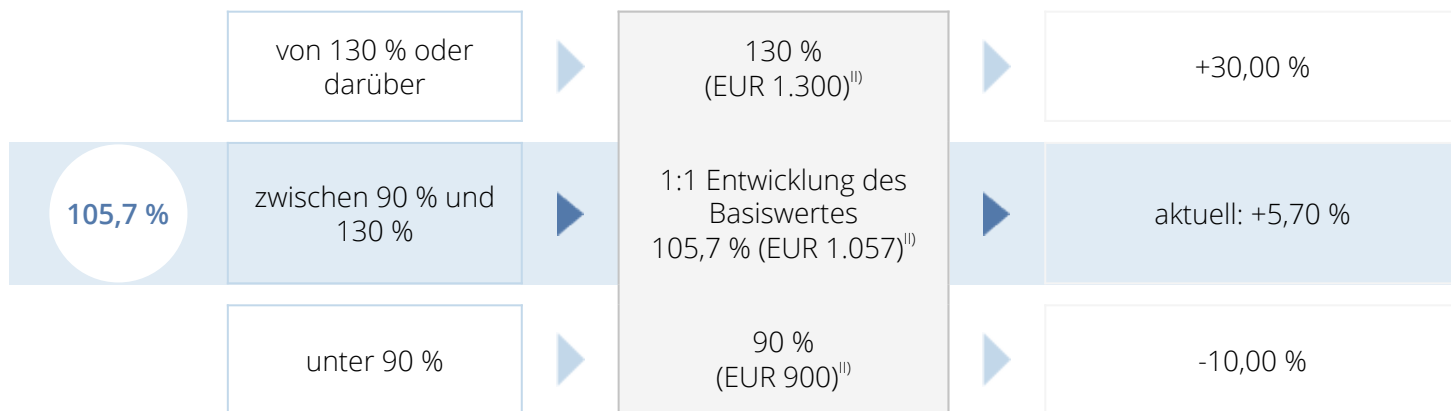 von 130 % oder
darüber
130 %
(EUR 1.300)II)
+30,00 %
105,7 %
zwischen 90 % und
130 %
1:1 Entwicklung des
Basiswertes
105,7 % (EUR 1.057)II)
aktuell: +5,70 %
unter 90 %
90 %
(EUR 900)II)
-10,00 %